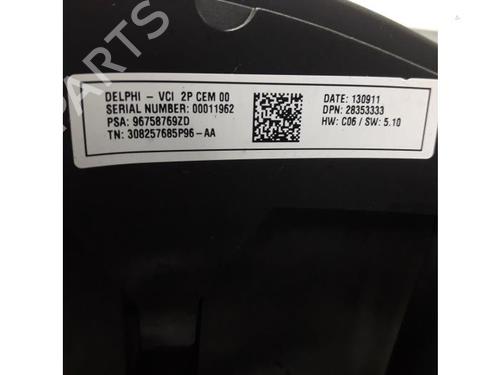 DELPHI - VCI 2P CEM 00
SERIAL NUMBER: 00011962
PSA: 96758769ZD
TN: 308257685P96-AA
DATE: 130911
DPN: 28353333
HW: C06 / SW: 5.10